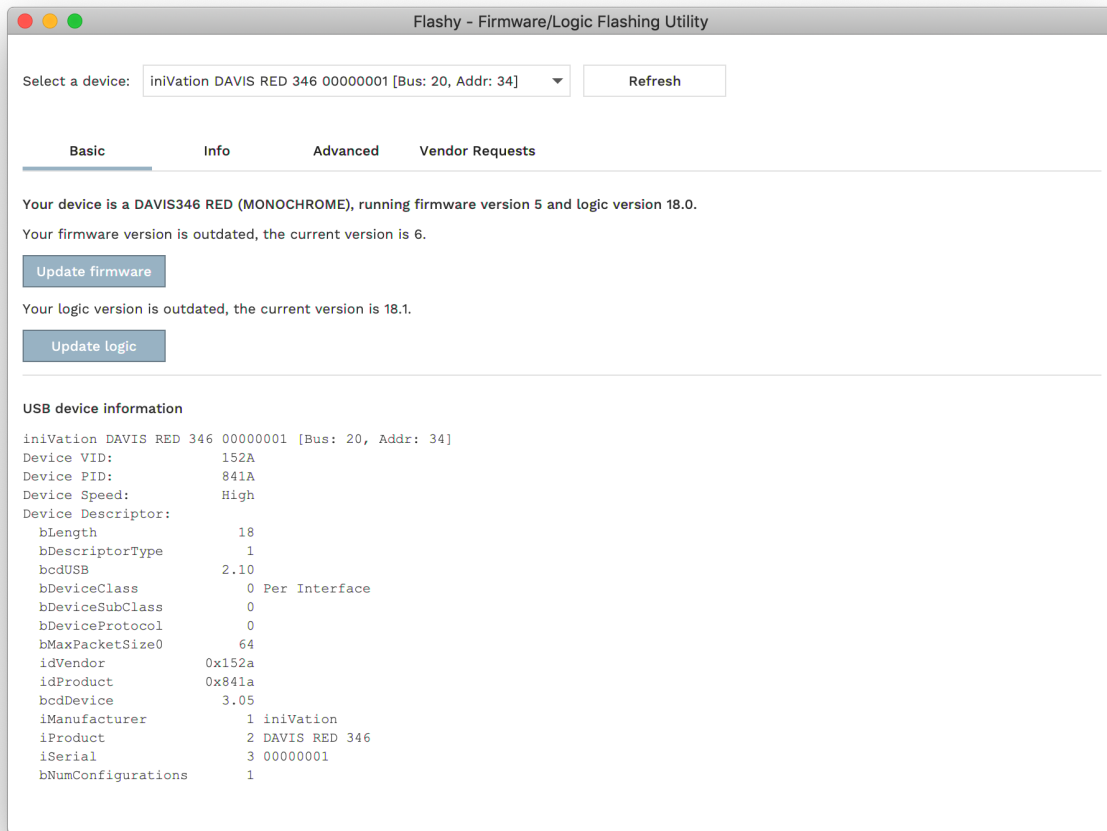 Flashy - Firmware/Logic Flashing Utility
Select a device: iniVation DAVIS RED 346 00000001 [Bus: 20, Addr: 34] Refresh
Basic Info Advanced Vendor Requests
Your device is a DAVIS346 RED (MONOCHROME), running firmware version 5 and logic version 18.0.
Your firmware version is outdated, the current version is 6.
Update firmware
Your logic version is outdated, the current version is 18.1.
Update logic
USB device information
iniVation DAVIS RED 346 00000001 [Bus: 20, Addr: 34]
Device VID: 152A
Device PID: 841A
Device Speed: High
Device Descriptor:
bLength 18
bDescriptorType 1
bcdUSB 2.10
bDeviceClass 0 Per Interface
bDeviceSubClass 0
bDeviceProtocol 0
bMaxPacketSize0 64
idVendor 0x152a
idProduct 0x841a
bcdDevice 3.05
iManufacturer 1 iniVation
iProduct 2 DAVIS RED 346
iSerial 3 00000001
bNumConfigurations 1